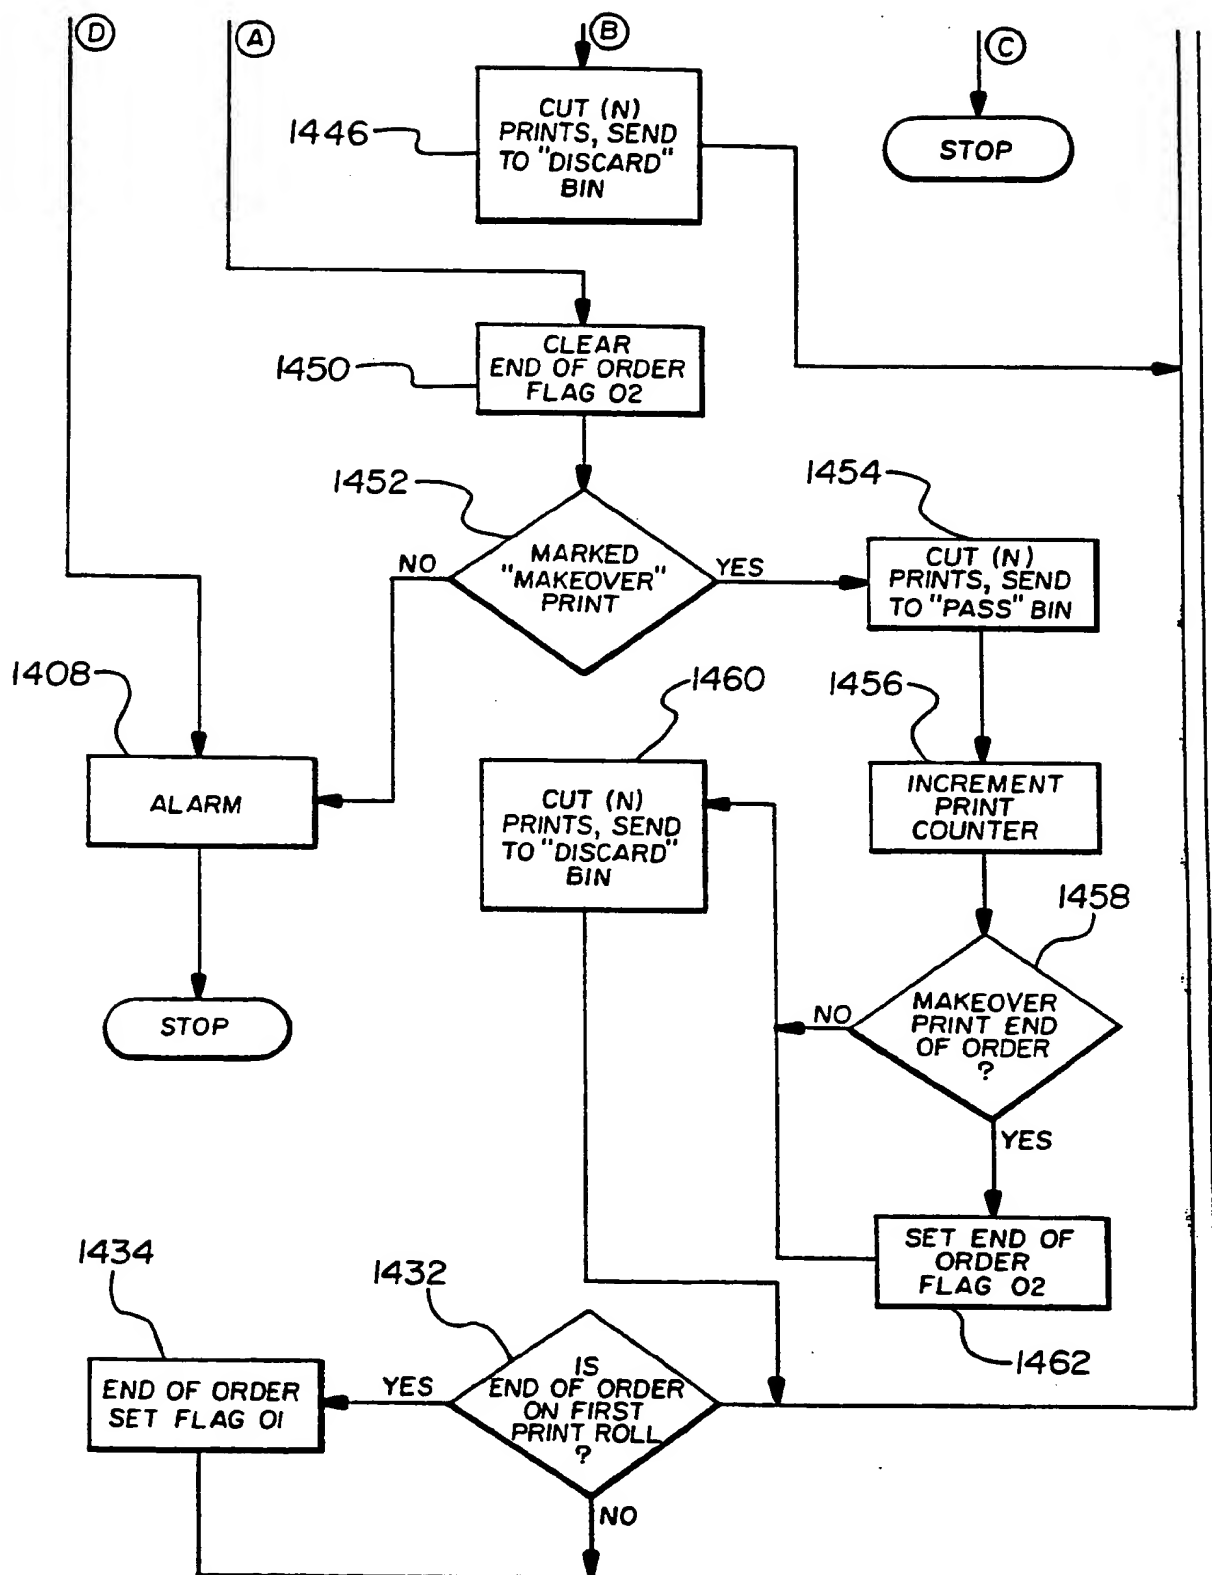 D
A
B
C
1446
CUT (N)
PRINTS, SEND
TO "DISCARD"
BIN
STOP
1450
CLEAR
END OF ORDER
FLAG 02
1452
MARKED
"MAKEOVER"
PRINT
NO
YES
1454
CUT (N)
PRINTS, SEND
TO "PASS" BIN
1408
ALARM
1460
CUT (N)
PRINTS, SEND
TO "DISCARD"
BIN
1456
INCREMENT
PRINT
COUNTER
1458
MAKEOVER
PRINT END
OF ORDER
?
NO
YES
STOP
SET END OF
ORDER
FLAG 02
1462
1434
END OF ORDER
SET FLAG 01
1432
IS
END OF ORDER
ON FIRST
PRINT ROLL
?
YES
NO